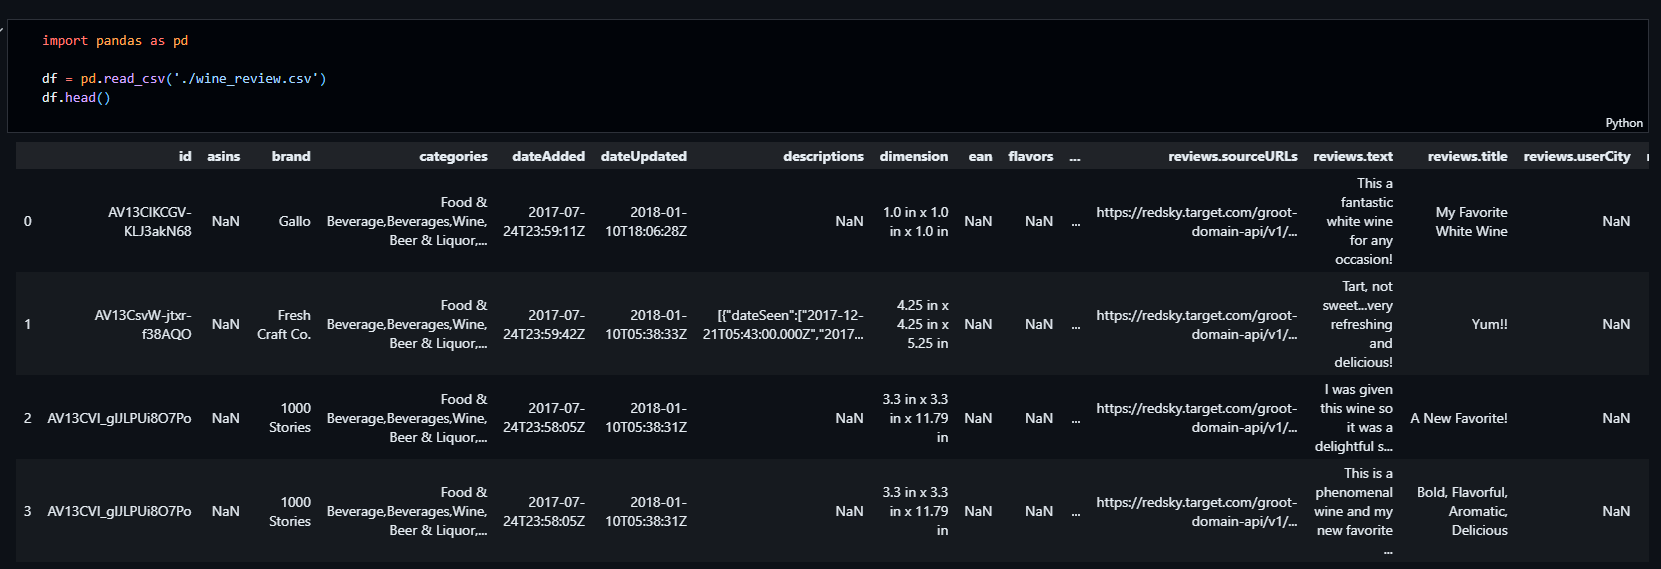 import pandas as pd
df = pd.read_csv('./wine_review.csv')
df.head()
Python
id asins brand categories dateAdded dateUpdated descriptions dimension ean flavors ... reviews.sourceURLs reviews.text reviews.title reviews.userCity
0 AV13CIKCGV-KLJ3akN68 NaN Gallo Food & Beverage,Beverages,Wine, Beer & Liquor,... 2017-07-24T23:59:11Z 2018-01-10T18:06:28Z NaN 1.0 in x 1.0 in x 1.0 in NaN NaN ... https://redsky.target.com/groot-domain-api/v1/... This a fantastic white wine for any occasion! My Favorite White Wine NaN
1 AV13CsvW-jtxr-f38AQO NaN Fresh Craft Co. Food & Beverage,Beverages,Wine, Beer & Liquor,... 2017-07-24T23:59:42Z 2018-01-10T05:38:33Z [{"dateSeen":["2017-12-21T05:43:00.000Z","2017... 4.25 in x 4.25 in x 5.25 in NaN NaN ... https://redsky.target.com/groot-domain-api/v1/... Tart, not sweet...very refreshing and delicious! Yum!! NaN
2 AV13CVI_gIJLPUi8O7Po NaN 1000 Stories Food & Beverage,Beverages,Wine, Beer & Liquor,... 2017-07-24T23:58:05Z 2018-01-10T05:38:31Z NaN 3.3 in x 3.3 in x 11.79 in NaN NaN ... https://redsky.target.com/groot-domain-api/v1/... I was given this wine so it was a delightful s... A New Favorite! NaN
3 AV13CVI_gIJLPUi8O7Po NaN 1000 Stories Food & Beverage,Beverages,Wine, Beer & Liquor,... 2017-07-24T23:58:05Z 2018-01-10T05:38:31Z NaN 3.3 in x 3.3 in x 11.79 in NaN NaN ... https://redsky.target.com/groot-domain-api/v1/... This is a phenomenal wine and my new favorite ... Bold, Flavorful, Aromatic, Delicious NaN